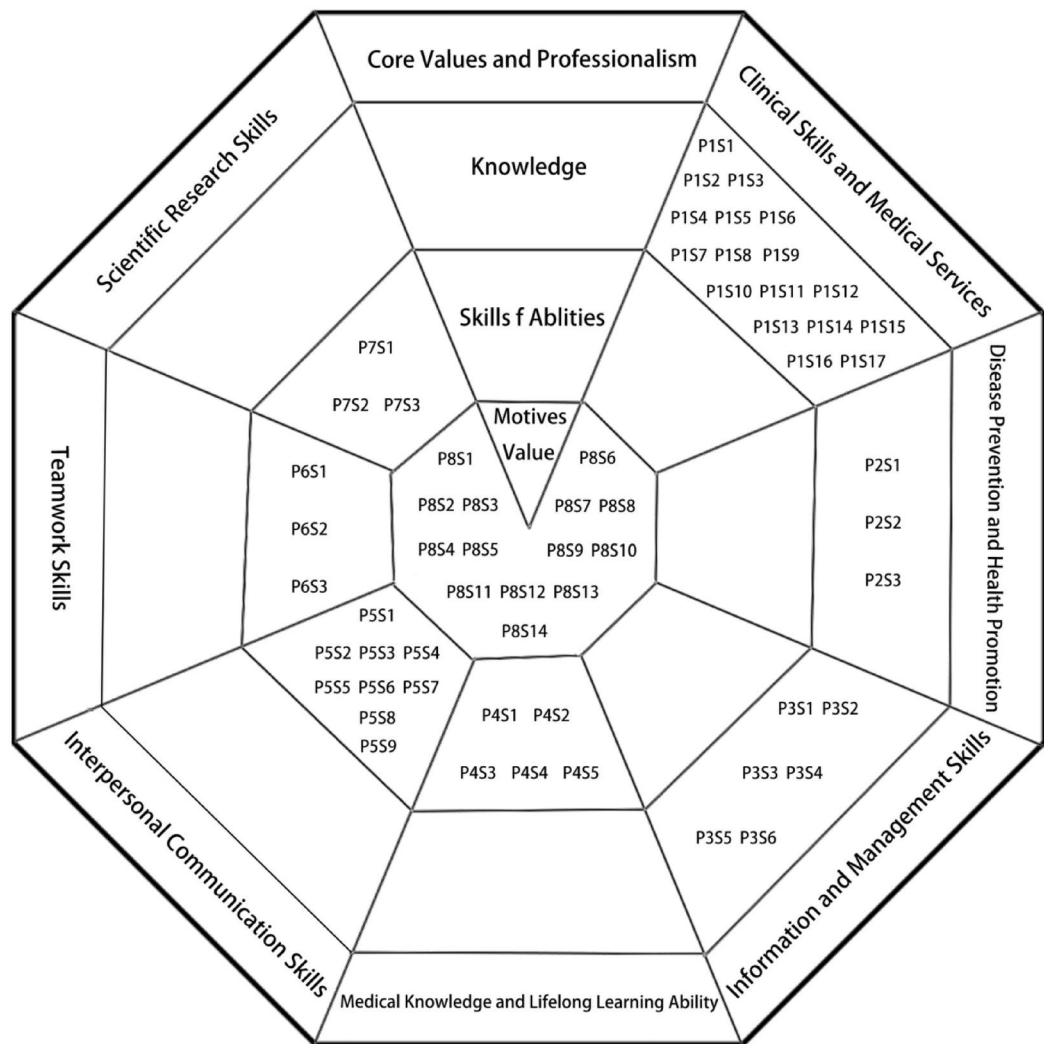 Core Values and Professionalism
Knowledge
Skills f Ablities
Motives
Value
Clinical Skills and Medical Services
P1S1
P1S2 P1S3
P1S4 P1S5 P1S6
P1S7 P1S8 P1S9
P1S10 P1S11 P1S12
P1S13 P1S14 P1S15
P1S16 P1S17
Disease Prevention and Health Promotion
P2S1
P2S2
P2S3
Information and Management Skills
P3S1 P3S2
P3S3 P3S4
P3S5 P3S6
Medical Knowledge and Lifelong Learning Ability
P4S1 P4S2
P4S3 P4S4 P4S5
Interpersonal Communication Skills
P5S1
P5S2 P5S3 P5S4
P5S5 P5S6 P5S7
P5S8
P5S9
Teamwork Skills
P6S1
P6S2
P6S3
Scientific Research Skills
P7S1
P7S2 P7S3
P8S1
P8S2 P8S3
P8S4 P8S5
P8S6
P8S7 P8S8
P8S9 P8S10
P8S11 P8S12 P8S13
P8S14